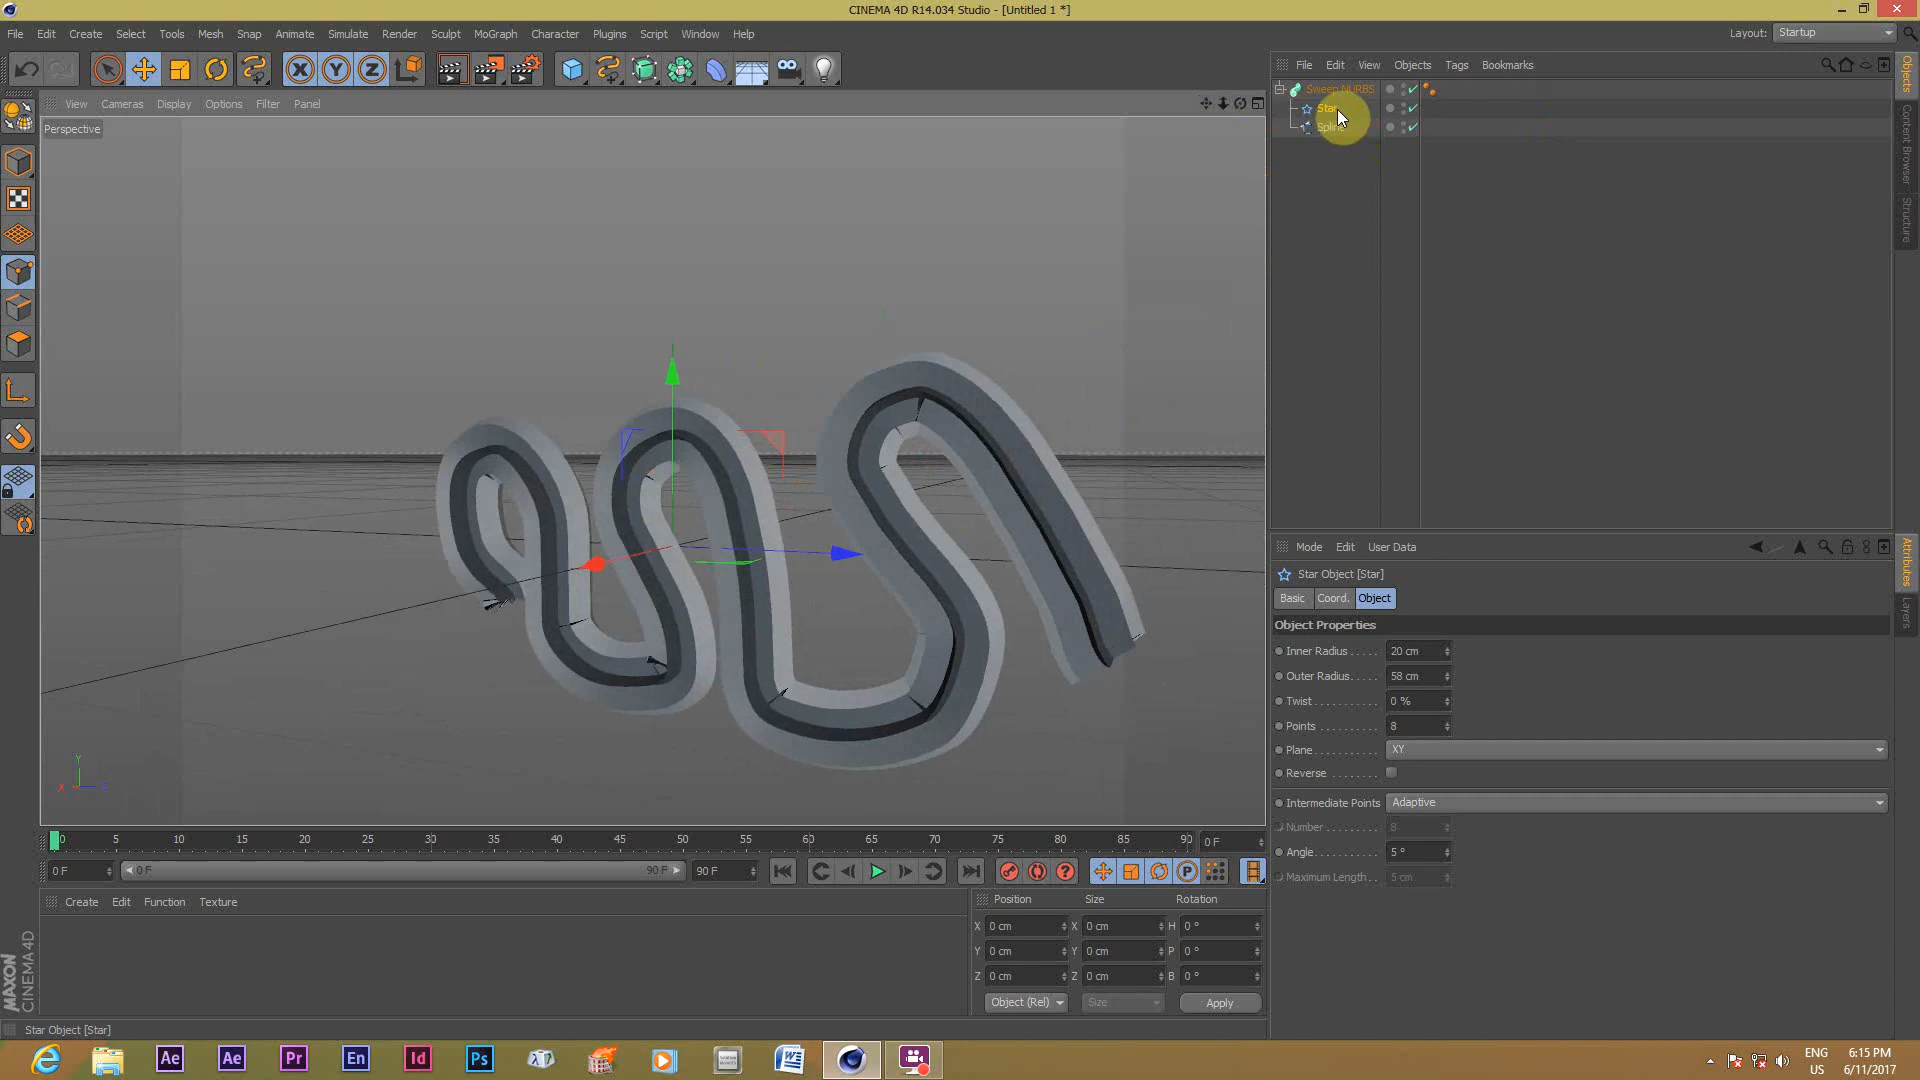 CINEMA 4D R14.034 Studio - [Untitled 1 *]
File Edit Create Select Tools Mesh Snap Animate Simulate Render Sculpt MoGraph Character Plugins Script Window Help
Layout: Startup
X Y Z
File Edit View Objects Tags Bookmarks
Sweep NURBS
Star
Spline
Objects
Content Browser
Structure
View Cameras Display Options Filter Panel
Perspective
Y
X Z
Mode Edit User Data
Star Object [Star]
Basic Coord. Object
Object Properties
Inner Radius . . . . . 20 cm
Outer Radius. . . . . 58 cm
Twist . . . . . . . . . . . 0 %
Points . . . . . . . . . . 8
Plane. . . . . . . . . . . XY
Reverse . . . . . . . .
Intermediate Points Adaptive
Number . . . . . . . . 8
Angle. . . . . . . . . . . 5 °
Maximum Length. . 5 cm
Attributes
Layers
0 5 10 15 20 25 30 35 40 45 50 55 60 65 70 75 80 85 90 0 F
0 F 0 F 90 F 90 F
P
Create Edit Function Texture
Position Size Rotation
X 0 cm X 0 cm H 0 °
Y 0 cm Y 0 cm P 0 °
Z 0 cm Z 0 cm B 0 °
Object (Rel) Size Apply
MAXON
CINEMA 4D
Star Object [Star]
Ae Ae Pr En Id Ps
ENG
US
6:15 PM
6/11/2017